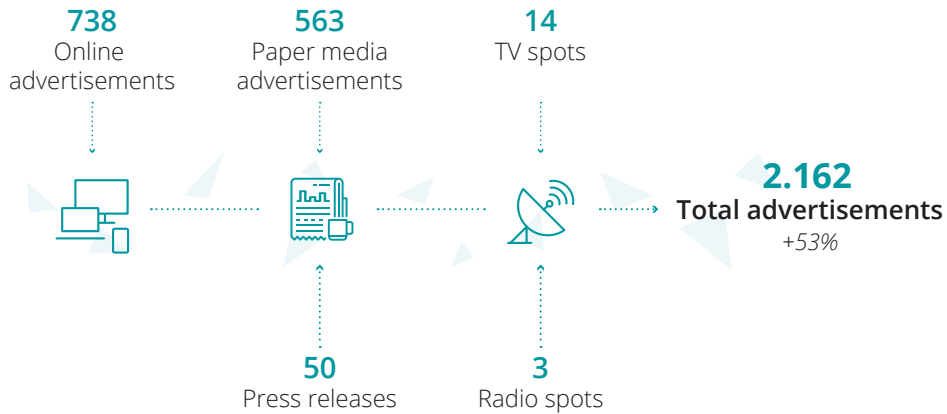 738
Online
advertisements
563
Paper media
advertisements
14
TV spots
2.162
Total advertisements
+53%
50
Press releases
3
Radio spots